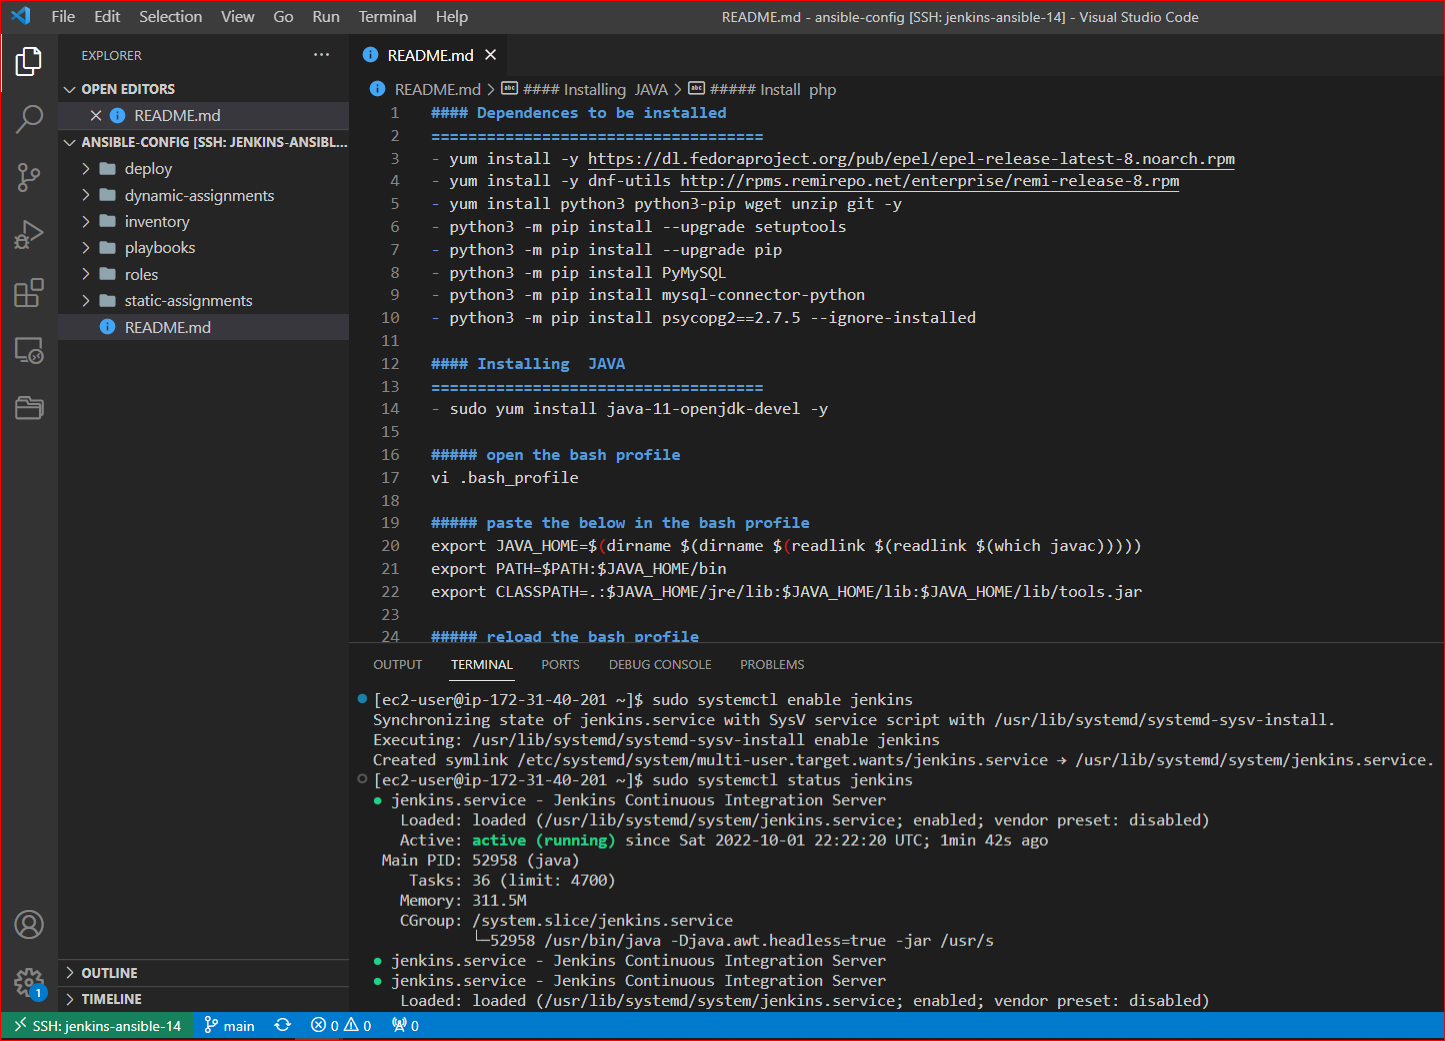 File Edit Selection View Go Run Terminal Help
README.md - ansible-config [SSH: jenkins-ansible-14] - Visual Studio Code
EXPLORER
OPEN EDITORS
README.md
ANSIBLE-CONFIG [SSH: JENKINS-ANSIBL...
deploy
dynamic-assignments
inventory
playbooks
roles
static-assignments
README.md
OUTLINE
TIMELINE
README.md
README.md > #### Installing  JAVA > ##### Install  php
1 #### Dependences to be installed
2 ====================================
3 - yum install -y https://dl.fedoraproject.org/pub/epel/epel-release-latest-8.noarch.rpm
4 - yum install -y dnf-utils http://rpms.remirepo.net/enterprise/remi-release-8.rpm
5 - yum install python3 python3-pip wget unzip git -y
6 - python3 -m pip install --upgrade setuptools
7 - python3 -m pip install --upgrade pip
8 - python3 -m pip install PyMySQL
9 - python3 -m pip install mysql-connector-python
10 - python3 -m pip install psycopg2==2.7.5 --ignore-installed
11
12 #### Installing  JAVA
13 ====================================
14 - sudo yum install java-11-openjdk-devel -y
15
16 ##### open the bash profile
17 vi .bash_profile
18
19 ##### paste the below in the bash profile
20 export JAVA_HOME=$(dirname $(dirname $(readlink $(readlink $(which javac)))))
21 export PATH=$PATH:$JAVA_HOME/bin
22 export CLASSPATH=.:$JAVA_HOME/jre/lib:$JAVA_HOME/lib:$JAVA_HOME/lib/tools.jar
23
24 ##### reload the bash profile
OUTPUT TERMINAL PORTS DEBUG CONSOLE PROBLEMS
[ec2-user@ip-172-31-40-201 ~]$ sudo systemctl enable jenkins
Synchronizing state of jenkins.service with SysV service script with /usr/lib/systemd/systemd-sysv-install.
Executing: /usr/lib/systemd/systemd-sysv-install enable jenkins
Created symlink /etc/systemd/system/multi-user.target.wants/jenkins.service → /usr/lib/systemd/system/jenkins.service.
[ec2-user@ip-172-31-40-201 ~]$ sudo systemctl status jenkins
● jenkins.service - Jenkins Continuous Integration Server
Loaded: loaded (/usr/lib/systemd/system/jenkins.service; enabled; vendor preset: disabled)
Active: active (running) since Sat 2022-10-01 22:22:20 UTC; 1min 42s ago
Main PID: 52958 (java)
Tasks: 36 (limit: 4700)
Memory: 311.5M
CGroup: /system.slice/jenkins.service
└─52958 /usr/bin/java -Djava.awt.headless=true -jar /usr/s
● jenkins.service - Jenkins Continuous Integration Server
● jenkins.service - Jenkins Continuous Integration Server
Loaded: loaded (/usr/lib/systemd/system/jenkins.service; enabled; vendor preset: disabled)
1
SSH: jenkins-ansible-14 main 0 0 0